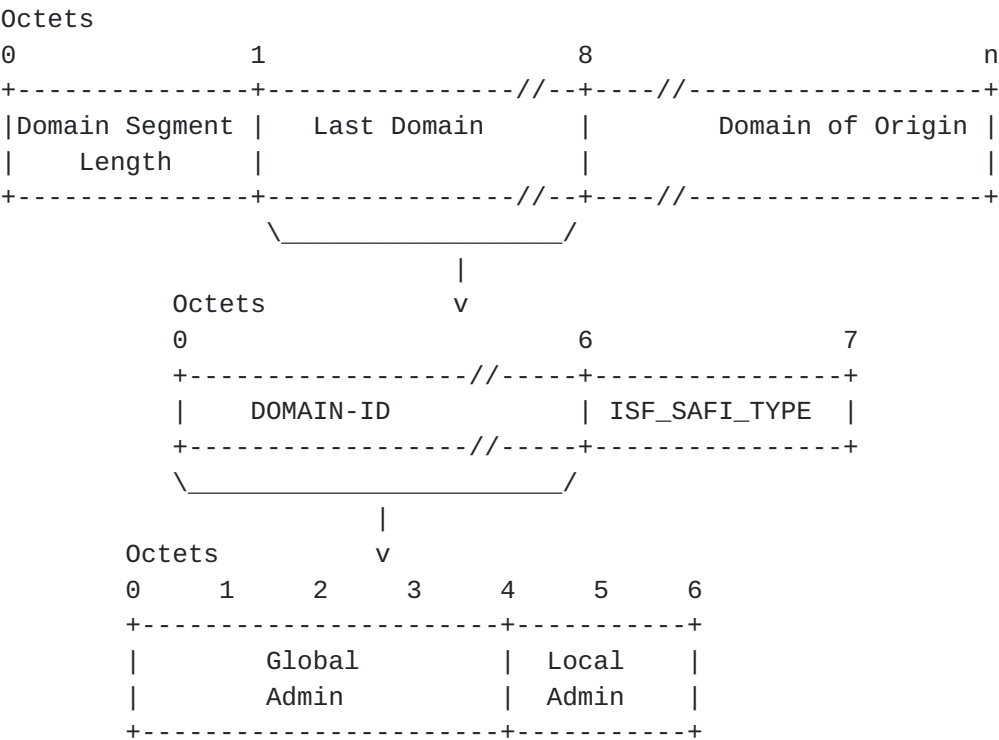 Octets
0               1                    8                         n
+---------------+----------------//--+----//-------------------+
|Domain Segment |   Last Domain      |        Domain of Origin |
|    Length     |                    |                         |
+---------------+----------------//--+----//-------------------+
                 \__________________/
                             |
           Octets            v
           0                         6                7
           +------------------//-----+----------------+
           |    DOMAIN-ID            | ISF_SAFI_TYPE  |
           +------------------//-----+----------------+
           \________________________/
                        |
        Octets          v
        0     1     2     3     4     5     6
        +-----------------------+-----------+
        |        Global         |  Local    |
        |        Admin          |  Admin    |
        +-----------------------+-----------+